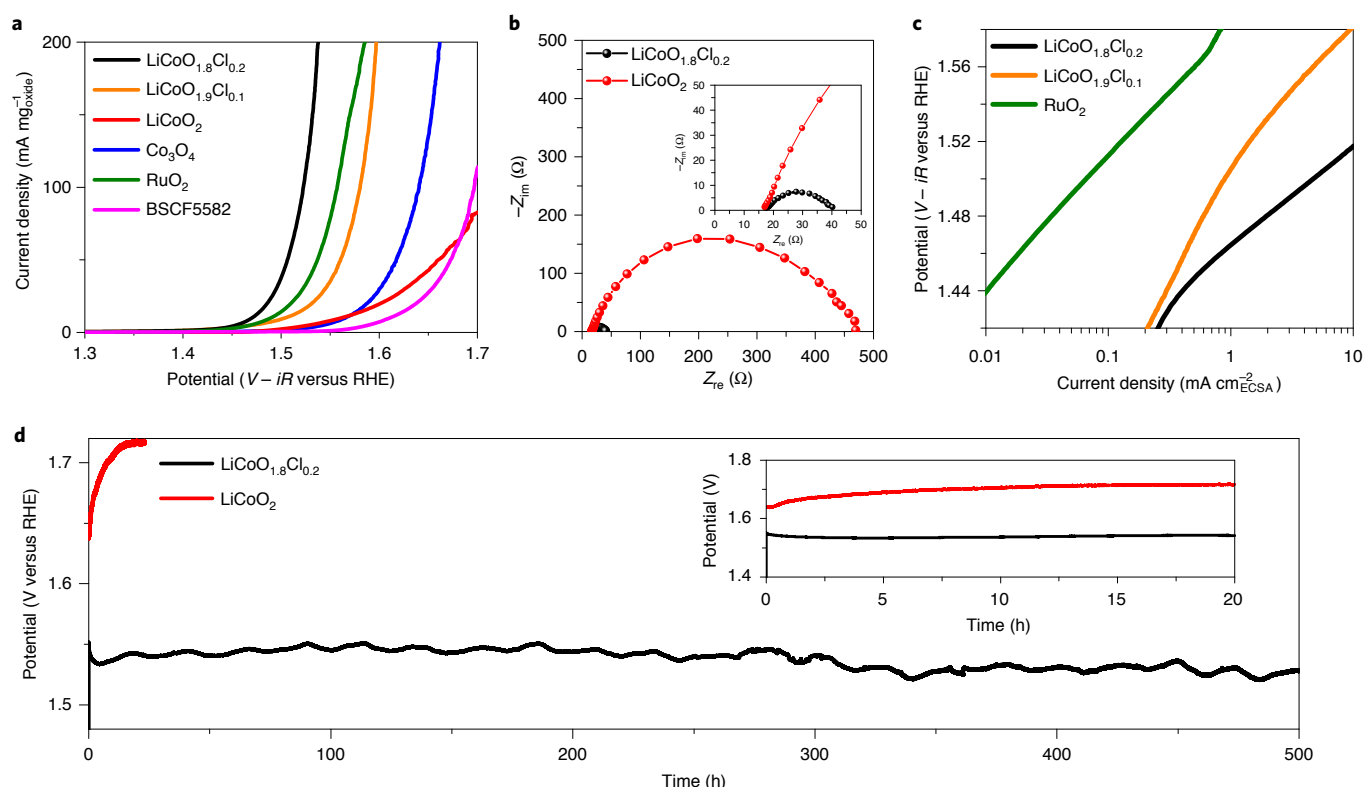 a
200
100
0
1.3 1.4 1.5 1.6 1.7
Current density (mA mg⁻¹oxide)
Potential (V – iR versus RHE)
LiCoO1.8Cl0.2
LiCoO1.9Cl0.1
LiCoO2
Co3O4
RuO2
BSCF5582
b
–500
–400
–300
–200
–100
0
0 100 200 300 400 500
–Zim (Ω)
Zre (Ω)
LiCoO1.8Cl0.2
LiCoO2
50
40
30
20
10
0
0 10 20 30 40 50
–Zim (Ω)
Zre (Ω)
c
1.56
1.52
1.48
1.44
0.01 0.1 1 10
Potential (V – iR versus RHE)
Current density (mA cm⁻²ECSA)
LiCoO1.8Cl0.2
LiCoO1.9Cl0.1
RuO2
d
1.7
1.6
1.5
0 100 200 300 400 500
Potential (V versus RHE)
Time (h)
LiCoO1.8Cl0.2
LiCoO2
1.8
1.6
1.4
0 5 10 15 20
Potential (V)
Time (h)